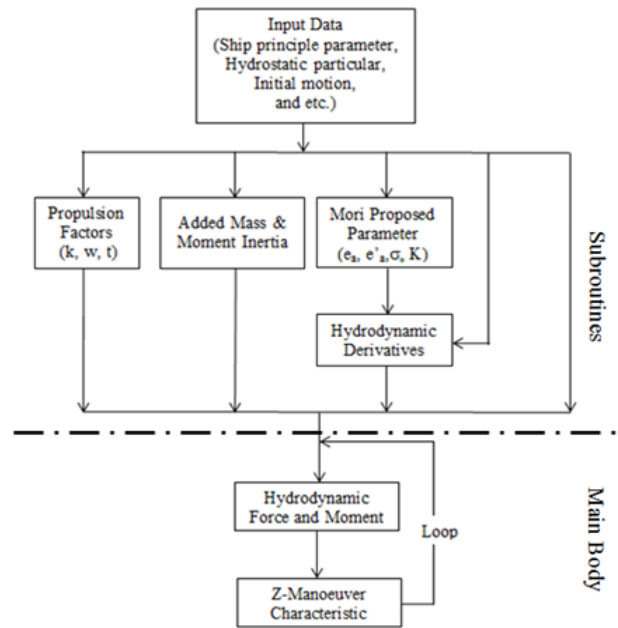 Input Data
(Ship principle parameter,
Hydrostatic particular,
Initial motion,
and etc.)
Propulsion
Factors
(k, w, t)
Added Mass &
Moment Inertia
Mori Proposed
Parameter
(eₐ, e'ₐ,σ, K)
Hydrodynamic
Derivatives
Subroutines
Hydrodynamic
Force and Moment
Loop
Z-Manoeuver
Characteristic
Main Body